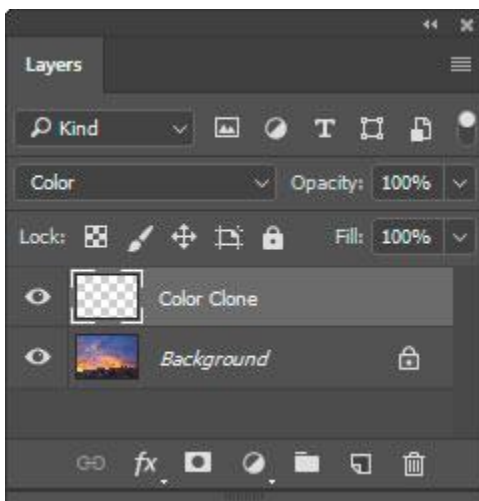 Layers
Kind
Color Opacity: 100%
Lock: Fill: 100%
Color Clone
Background
fx